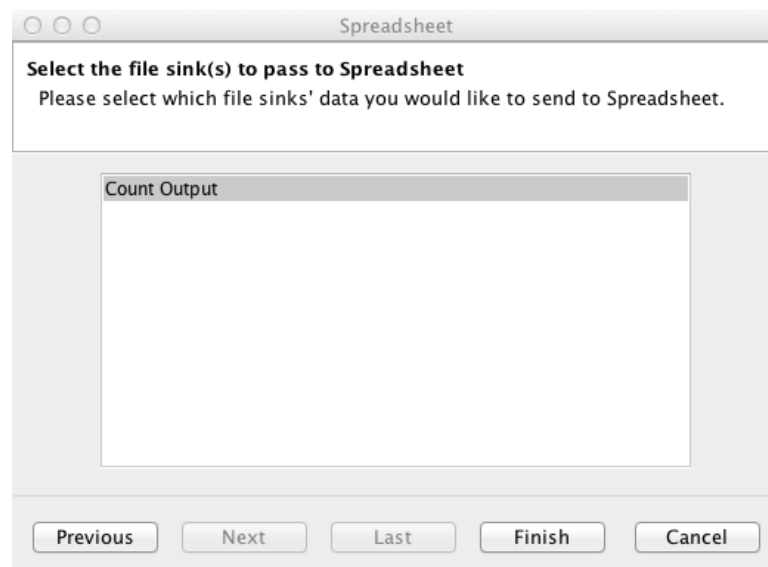 Spreadsheet
Select the file sink(s) to pass to Spreadsheet
Please select which file sinks' data you would like to send to Spreadsheet.
Count Output
Previous Next Last Finish Cancel